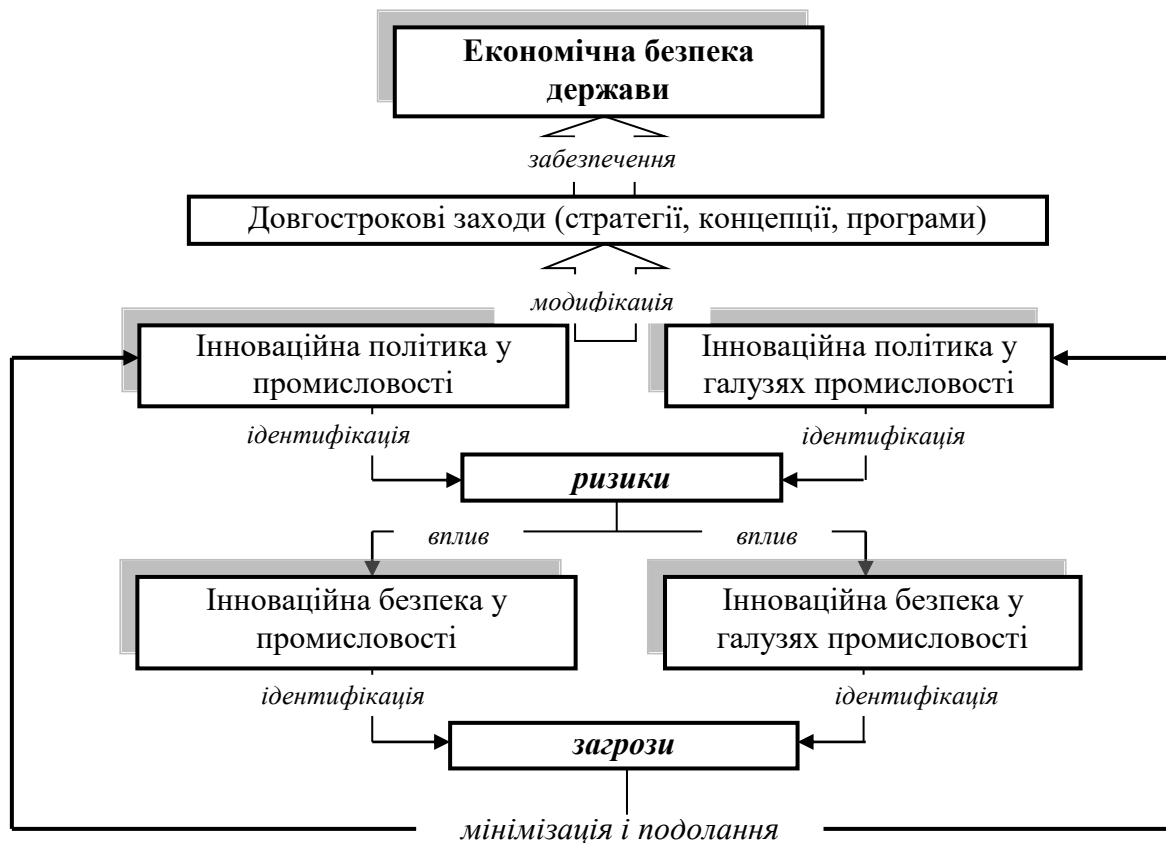 Економічна безпека
держави
забезпечення
Довгострокові заходи (стратегії, концепції, програми)
модифікація
Інноваційна політика у
промисловості
Інноваційна політика у
галузях промисловості
ідентифікація
ідентифікація
ризики
вплив
вплив
Інноваційна безпека у
промисловості
Інноваційна безпека у
галузях промисловості
ідентифікація
ідентифікація
загрози
мінімізація і подолання